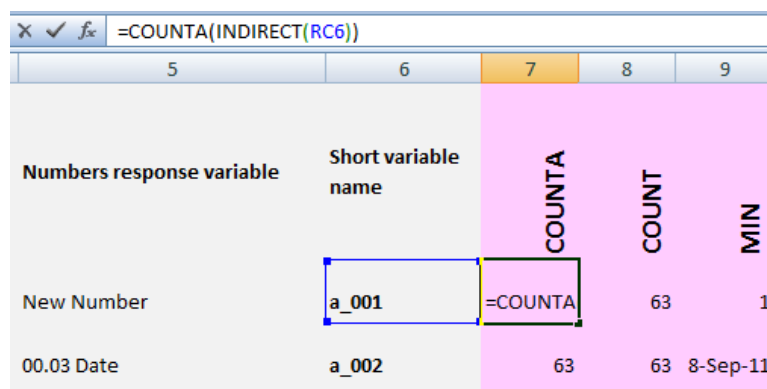 fx =COUNTA(INDIRECT(RC6))
5 6 7 8 9
Numbers response variable Short variable name COUNTA COUNT MIN
New Number a_001 =COUNTA 63 1
00.03 Date a_002 63 63 8-Sep-11